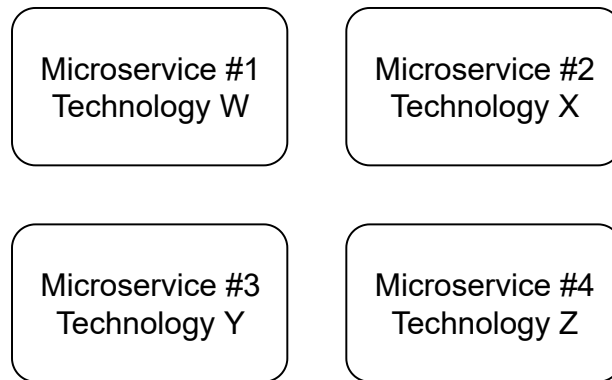 Microservice #1
Technology W
Microservice #2
Technology X
Microservice #3
Technology Y
Microservice #4
Technology Z